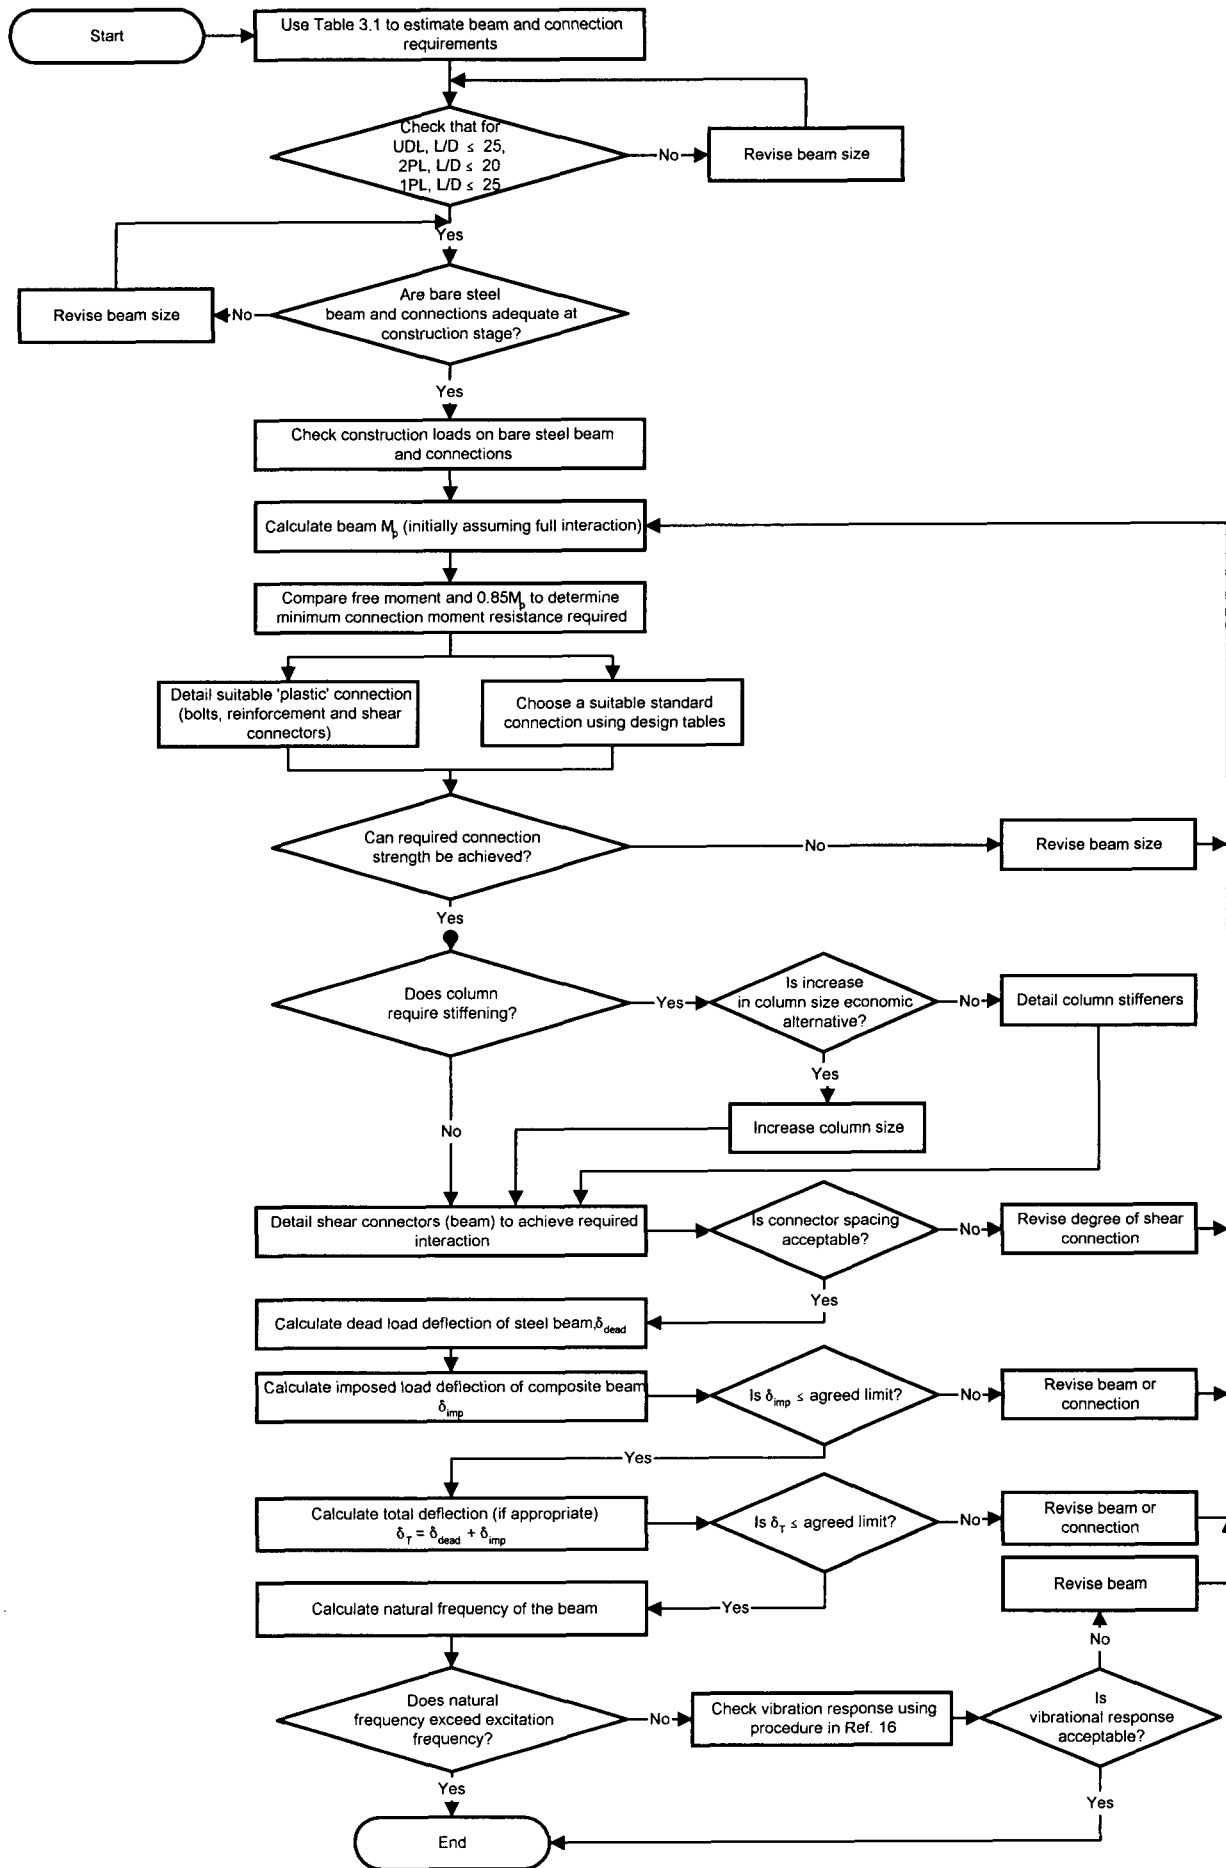 Start
Use Table 3.1 to estimate beam and connection
requirements
Check that for
UDL, L/D ≤ 25,
2PL, L/D ≤ 20
1PL, L/D ≤ 25
No
Revise beam size
Yes
Are bare steel
beam and connections adequate at
construction stage?
No
Revise beam size
Yes
Check construction loads on bare steel beam
and connections
Calculate beam Mp (initially assuming full interaction)
Compare free moment and 0.85Mp to determine
minimum connection moment resistance required
Detail suitable 'plastic' connection
(bolts, reinforcement and shear
connectors)
Choose a suitable standard
connection using design tables
Can required connection
strength be achieved?
No
Revise beam size
Yes
Does column
require stiffening?
Yes
Is increase
in column size economic
alternative?
No
Detail column stiffeners
Yes
Increase column size
No
Detail shear connectors (beam) to achieve required
interaction
Is connector spacing
acceptable?
No
Revise degree of shear
connection
Yes
Calculate dead load deflection of steel beam,δdead
Calculate imposed load deflection of composite beam
δimp
Is δimp ≤ agreed limit?
No
Revise beam or
connection
Yes
Calculate total deflection (if appropriate)
δT = δdead + δimp
Is δT ≤ agreed limit?
No
Revise beam or
connection
Revise beam
Yes
Calculate natural frequency of the beam
No
Does natural
frequency exceed excitation
frequency?
No
Check vibration response using
procedure in Ref. 16
Is
vibrational response
acceptable?
Yes
Yes
End